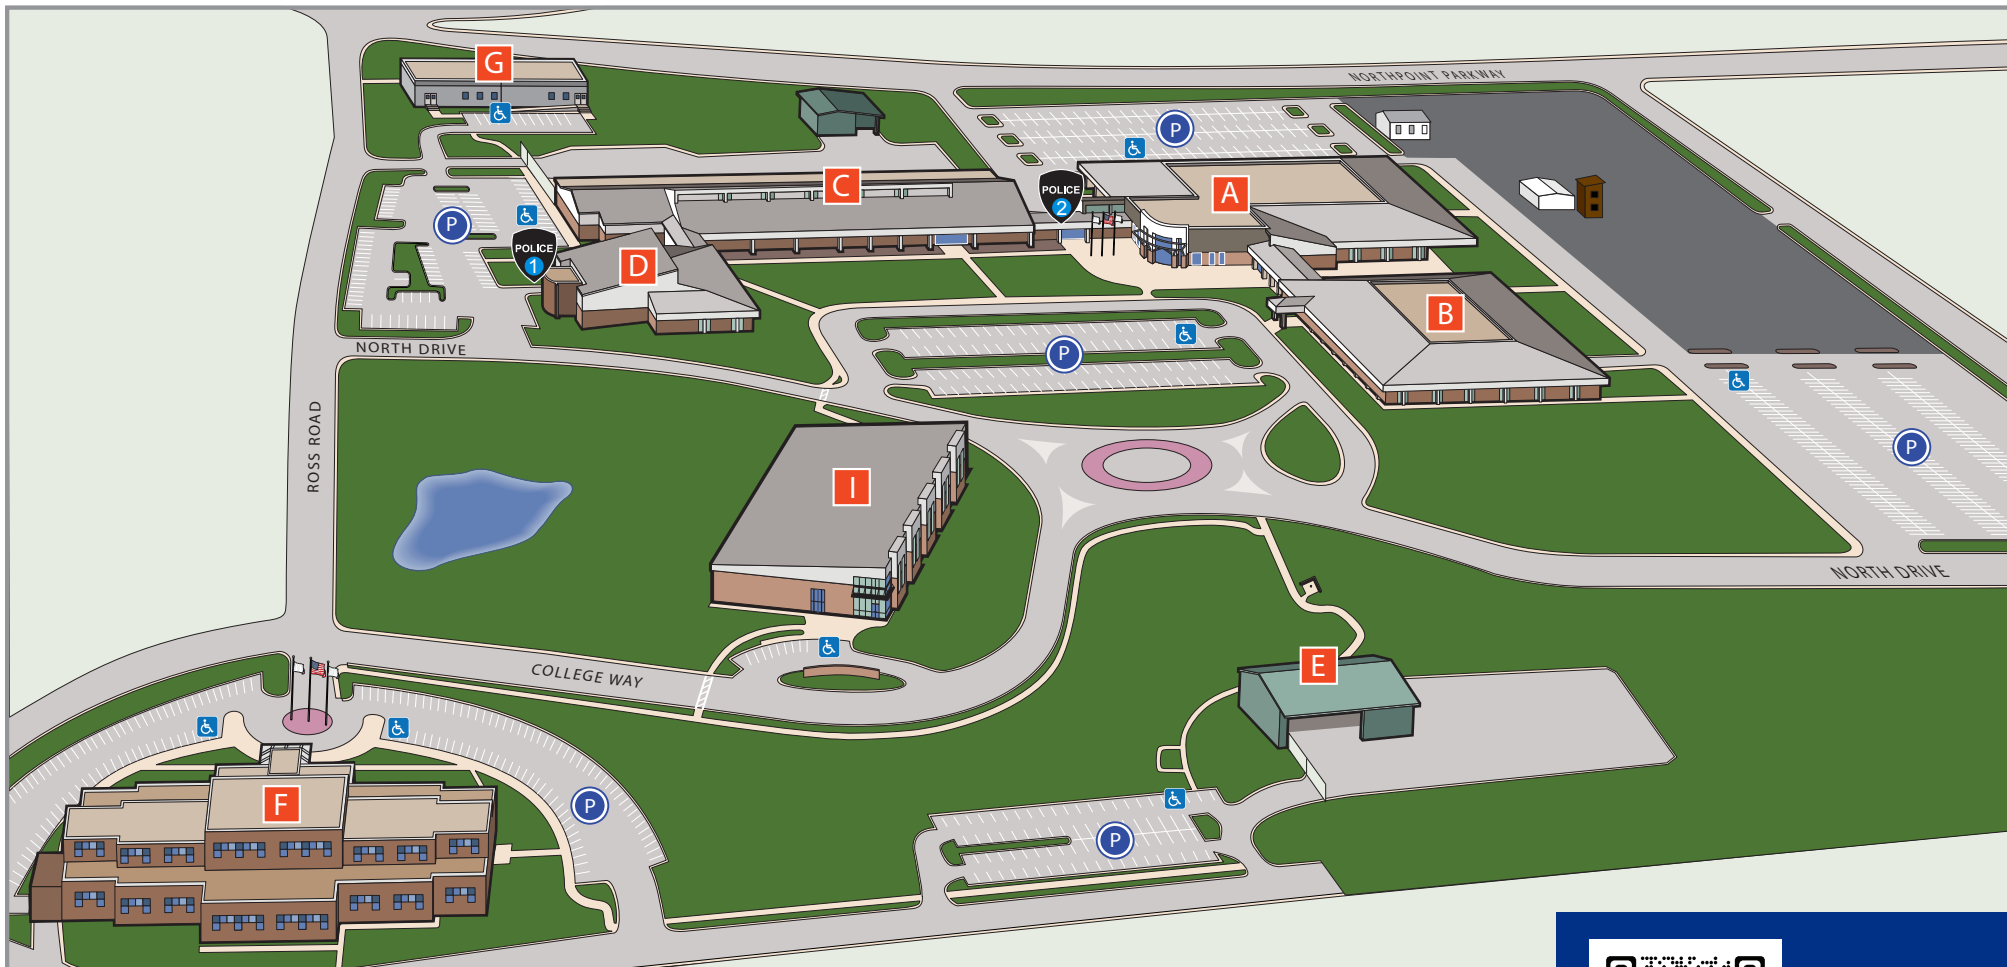 G
NORTHPOINT PARKWAY
P
C
POLICE
2
A
P
POLICE
1
D
B
NORTH DRIVE
P
ROSS ROAD
P
I
NORTH DRIVE
COLLEGE WAY
E
F
P
P